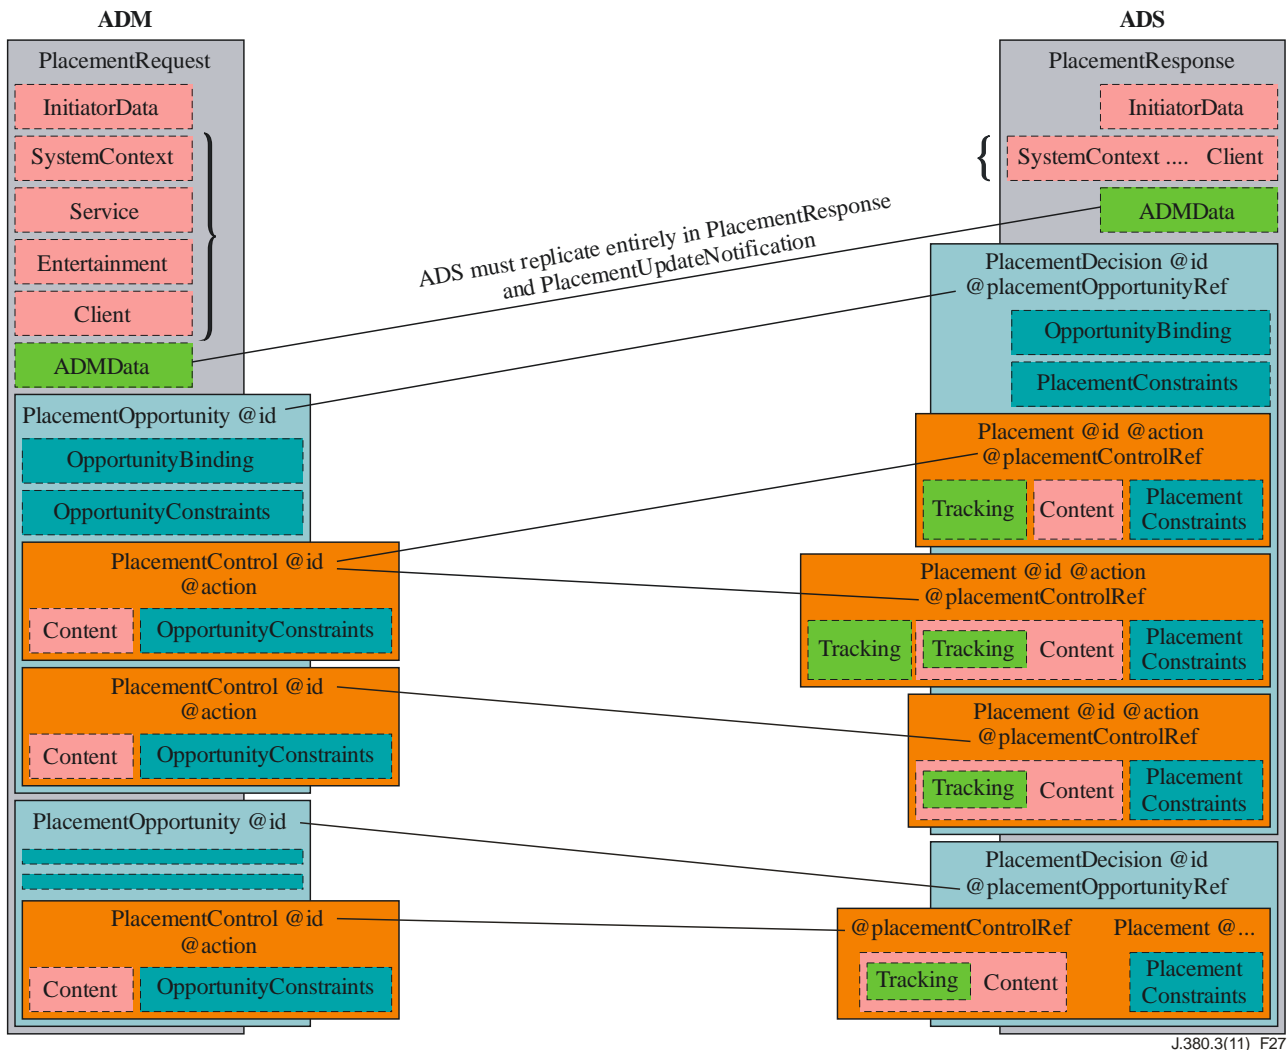 ADM
PlacementRequest
InitiatorData
SystemContext
Service
Entertainment
Client
ADMData
PlacementOpportunity @id
OpportunityBinding
OpportunityConstraints
PlacementControl @id
@action
Content
OpportunityConstraints
PlacementControl @id
@action
Content
OpportunityConstraints
PlacementOpportunity @id
PlacementControl @id
@action
Content
OpportunityConstraints
ADS must replicate entirely in PlacementResponse
and PlacementUpdateNotification
ADS
PlacementResponse
InitiatorData
SystemContext .... Client
ADMData
PlacementDecision @id
@placementOpportunityRef
OpportunityBinding
PlacementConstraints
Placement @id @action
@placementControlRef
Tracking
Content
Placement
Constraints
Placement @id @action
@placementControlRef
Tracking
Tracking
Content
Placement
Constraints
Placement @id @action
@placementControlRef
Tracking
Content
Placement
Constraints
PlacementDecision @id
@placementOpportunityRef
@placementControlRef Placement @...
Tracking
Content
Placement
Constraints
J.380.3(11)_F27